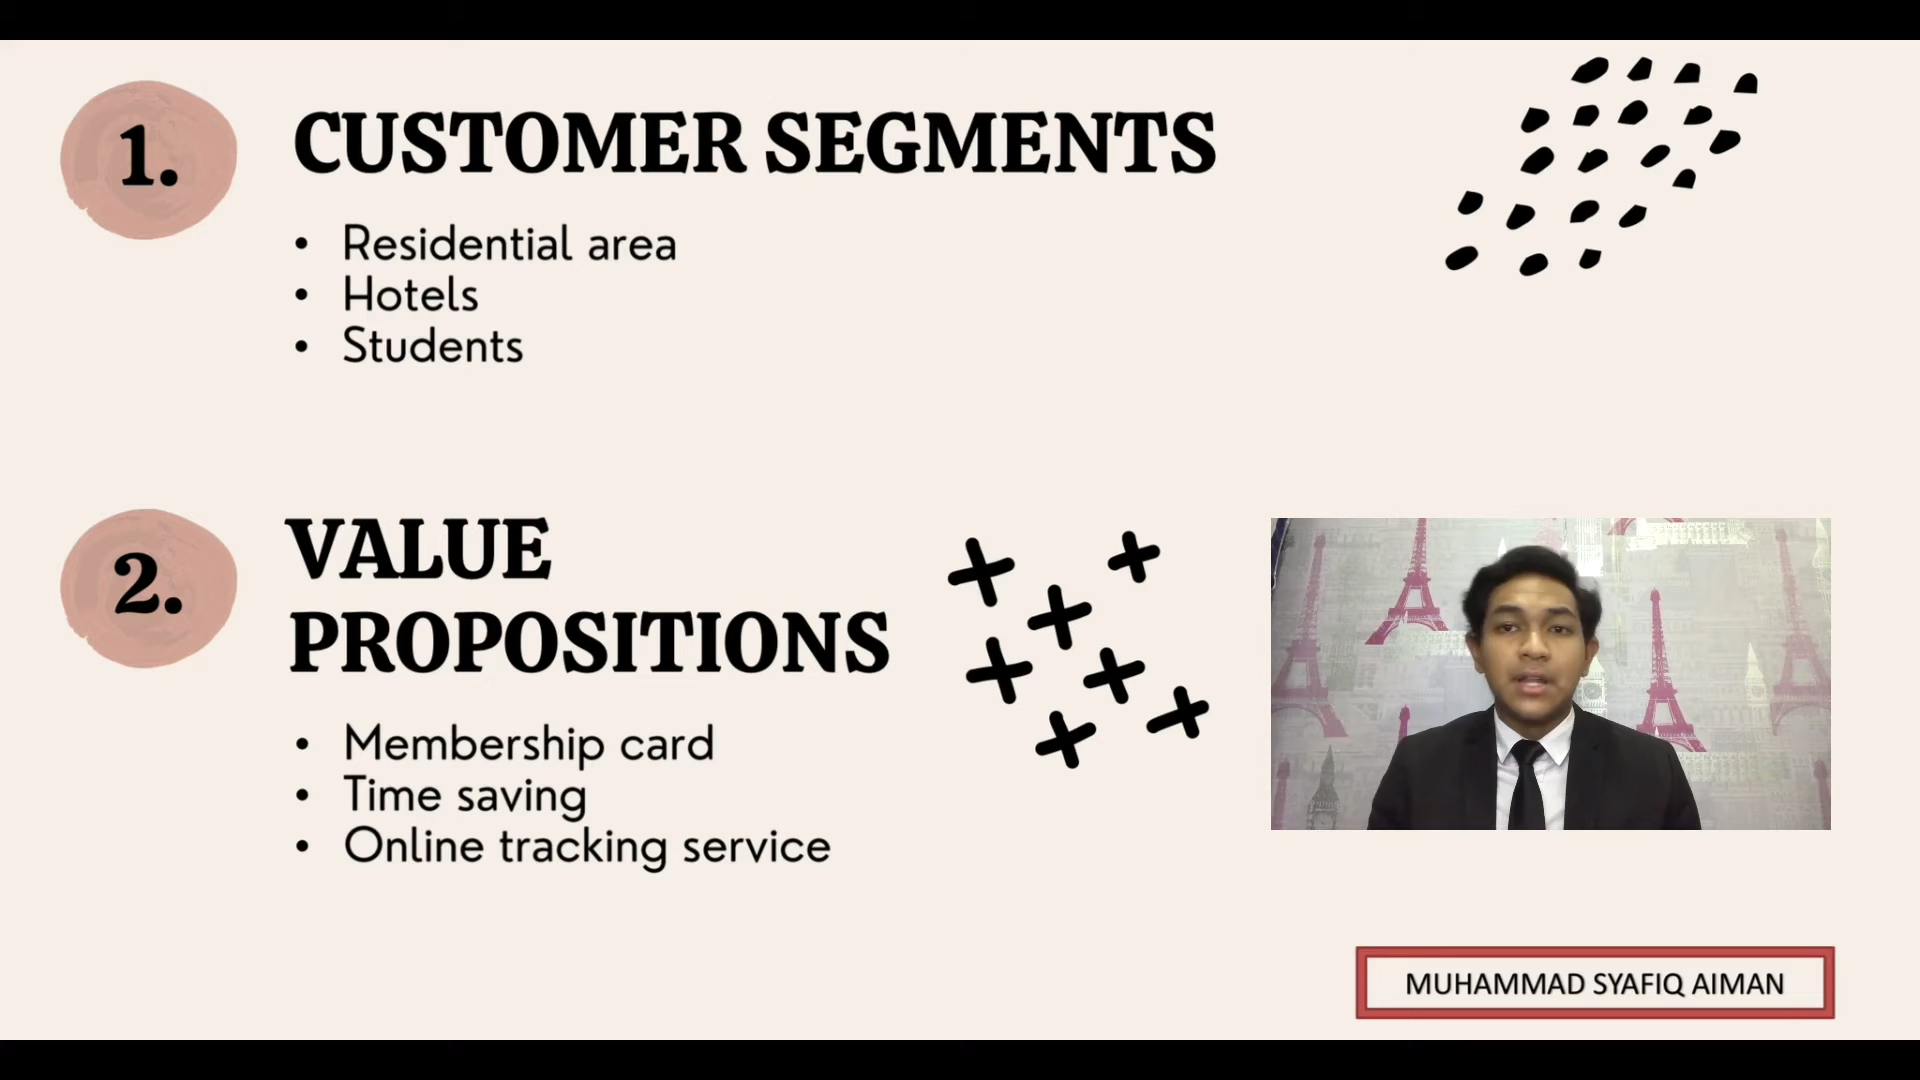 1.
CUSTOMER SEGMENTS
• Residential area
• Hotels
• Students
2.
VALUE
PROPOSITIONS
• Membership card
• Time saving
• Online tracking service
MUHAMMAD SYAFIQ AIMAN